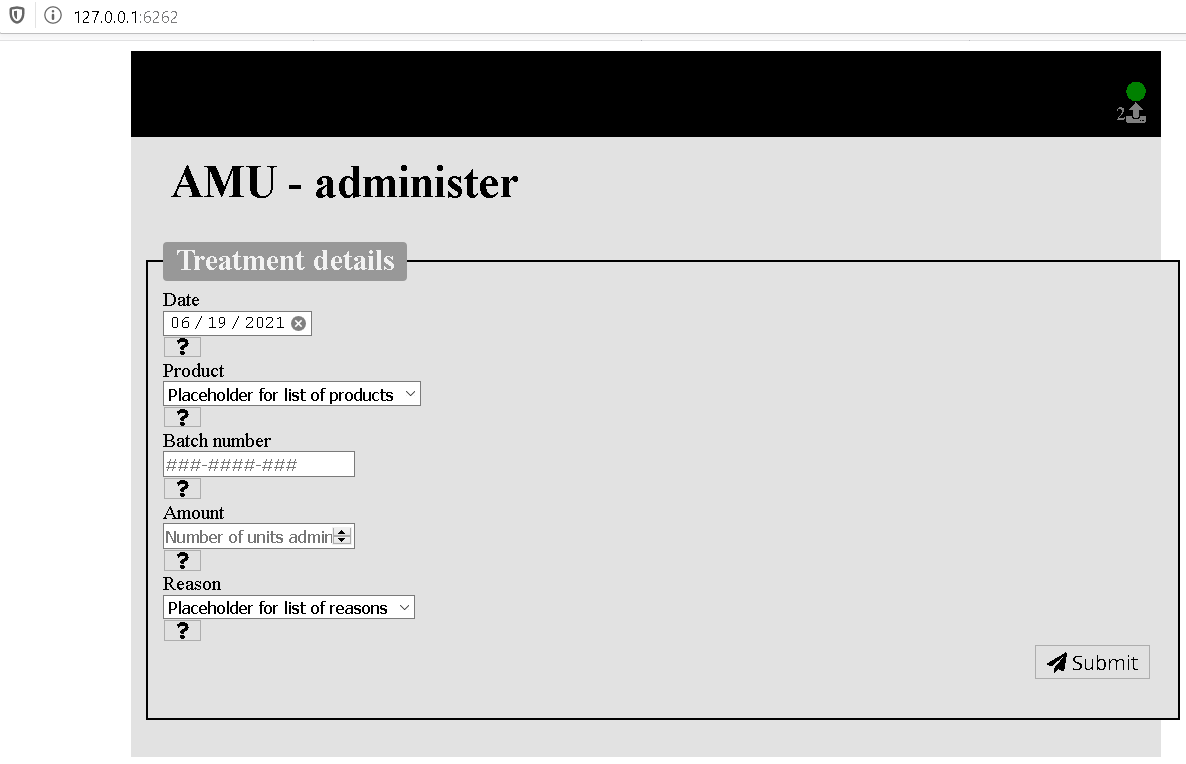 127.0.0.1:6262
2
AMU - administer
Treatment details
Date
06 / 19 / 2021
?
Product
Placeholder for list of products
?
Batch number
###-####-###
?
Amount
Number of units admin
?
Reason
Placeholder for list of reasons
?
Submit